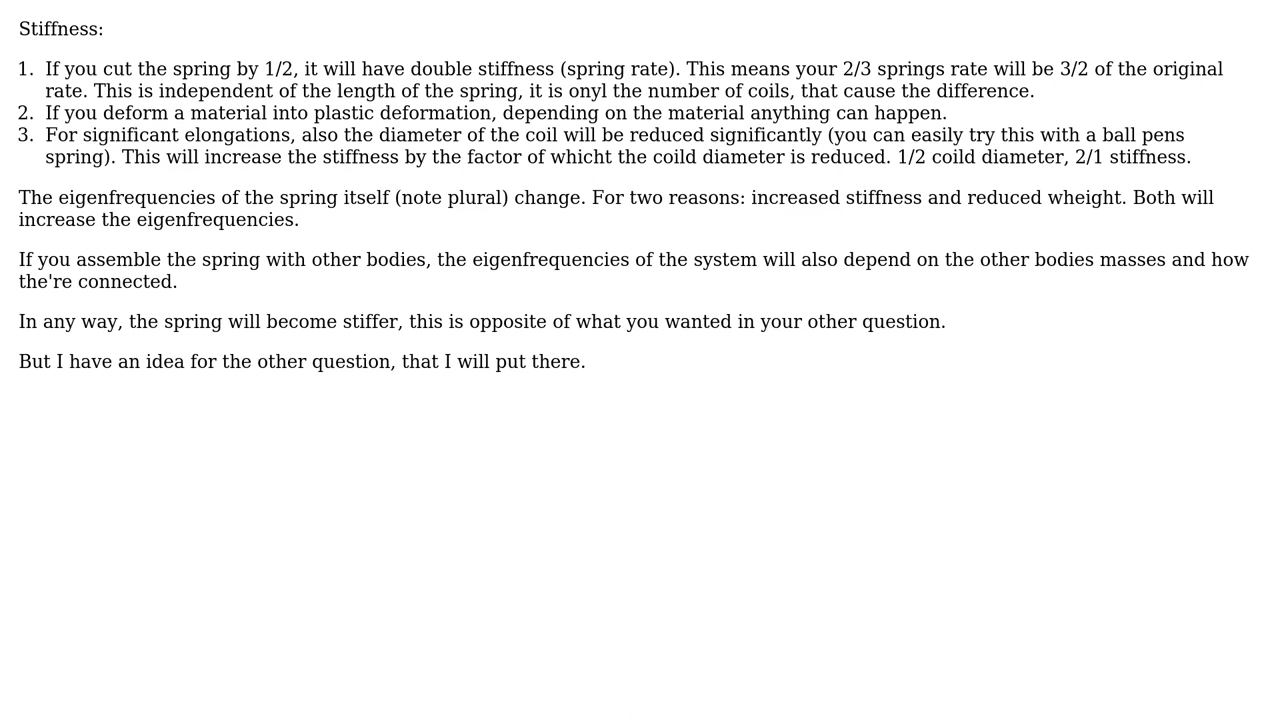 Stiffness:
1. If you cut the spring by 1/2, it will have double stiffness (spring rate). This means your 2/3 springs rate will be 3/2 of the original
rate. This is independent of the length of the spring, it is onyl the number of coils, that cause the difference.
2. If you deform a material into plastic deformation, depending on the material anything can happen.
3. For significant elongations, also the diameter of the coil will be reduced significantly (you can easily try this with a ball pens
spring). This will increase the stiffness by the factor of whicht the coild diameter is reduced. 1/2 coild diameter, 2/1 stiffness.
The eigenfrequencies of the spring itself (note plural) change. For two reasons: increased stiffness and reduced wheight. Both will
increase the eigenfrequencies.
If you assemble the spring with other bodies, the eigenfrequencies of the system will also depend on the other bodies masses and how
the're connected.
In any way, the spring will become stiffer, this is opposite of what you wanted in your other question.
But I have an idea for the other question, that I will put there.